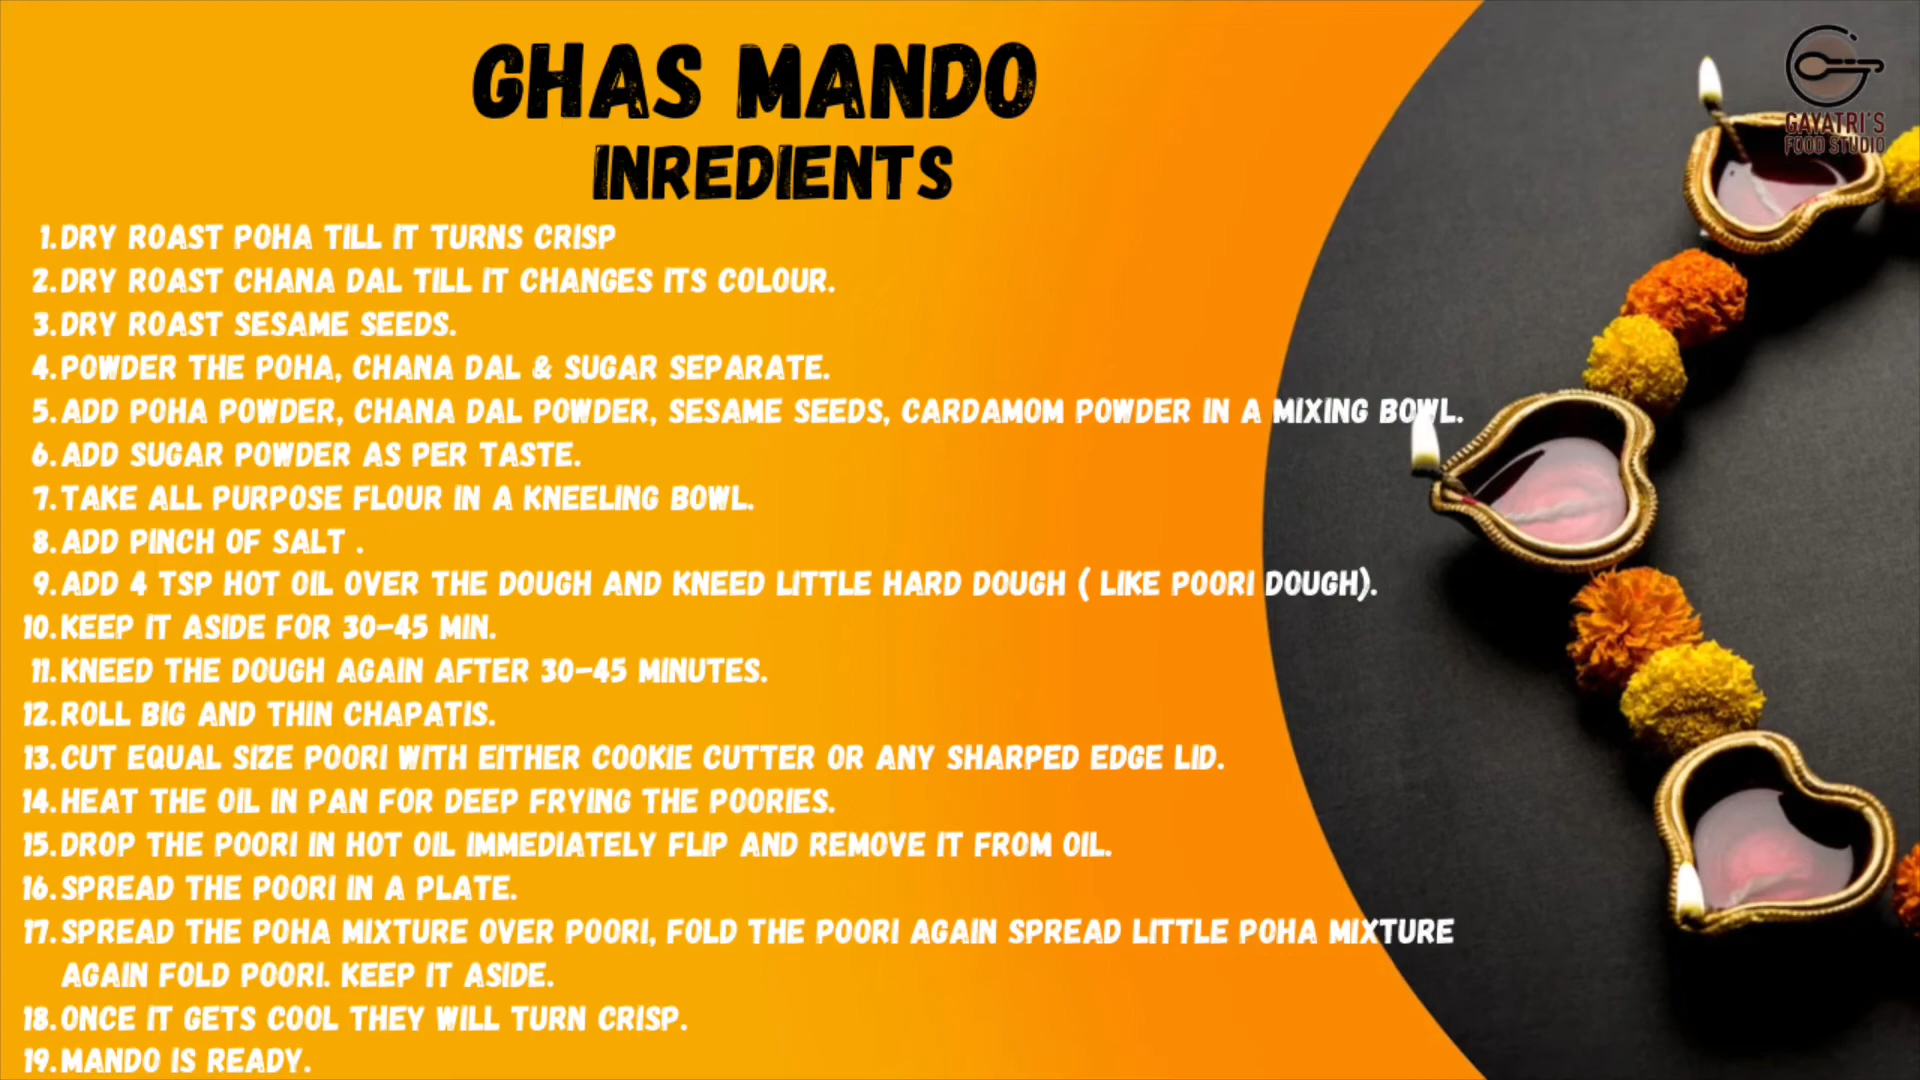 GHAS MANDO
INREDIENTS
1. DRY ROAST POHA TILL IT TURNS CRISP
2. DRY ROAST CHANA DAL TILL IT CHANGES ITS COLOUR.
3. DRY ROAST SESAME SEEDS.
4. POWDER THE POHA, CHANA DAL & SUGAR SEPARATE.
5. ADD POHA POWDER, CHANA DAL POWDER, SESAME SEEDS, CARDAMOM POWDER IN A MIXING BOWL.
6. ADD SUGAR POWDER AS PER TASTE.
7. TAKE ALL PURPOSE FLOUR IN A KNEELING BOWL.
8. ADD PINCH OF SALT .
9. ADD 4 TSP HOT OIL OVER THE DOUGH AND KNEED LITTLE HARD DOUGH ( LIKE POORI DOUGH).
10. KEEP IT ASIDE FOR 30-45 MIN.
11. KNEED THE DOUGH AGAIN AFTER 30-45 MINUTES.
12. ROLL BIG AND THIN CHAPATIS.
13. CUT EQUAL SIZE POORI WITH EITHER COOKIE CUTTER OR ANY SHARPED EDGE LID.
14. HEAT THE OIL IN PAN FOR DEEP FRYING THE POORIES.
15. DROP THE POORI IN HOT OIL IMMEDIATELY FLIP AND REMOVE IT FROM OIL.
16. SPREAD THE POORI IN A PLATE.
17. SPREAD THE POHA MIXTURE OVER POORI, FOLD THE POORI AGAIN SPREAD LITTLE POHA MIXTURE
AGAIN FOLD POORI. KEEP IT ASIDE.
18. ONCE IT GETS COOL THEY WILL TURN CRISP.
19. MANDO IS READY.
GAYATRI'S
FOOD STUDIO